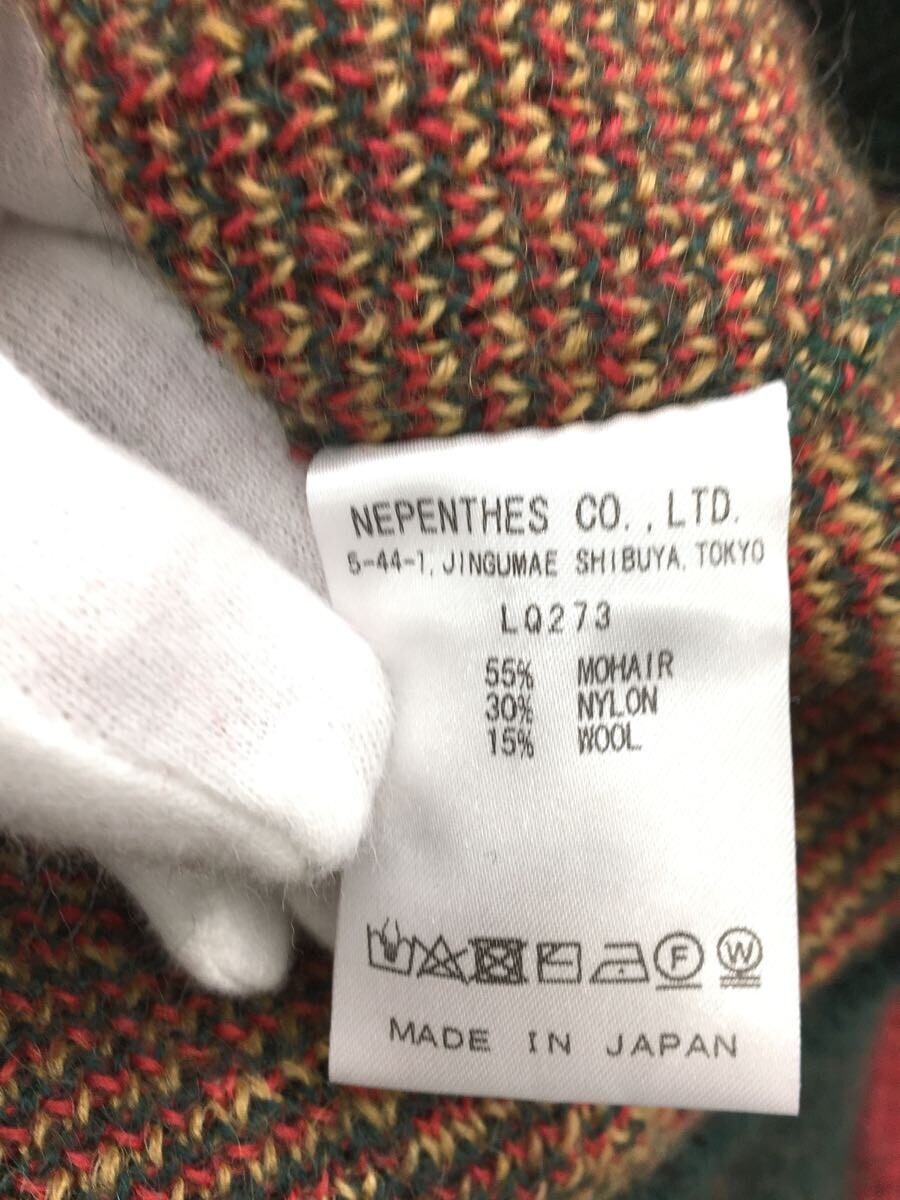 NEPENTHES CO., LTD.
5-44-1, JINGUMAE SHIBUYA, TOKYO
LQ273
55% MOHAIR
30% NYLON
15% WOOL
F W
MADE IN JAPAN